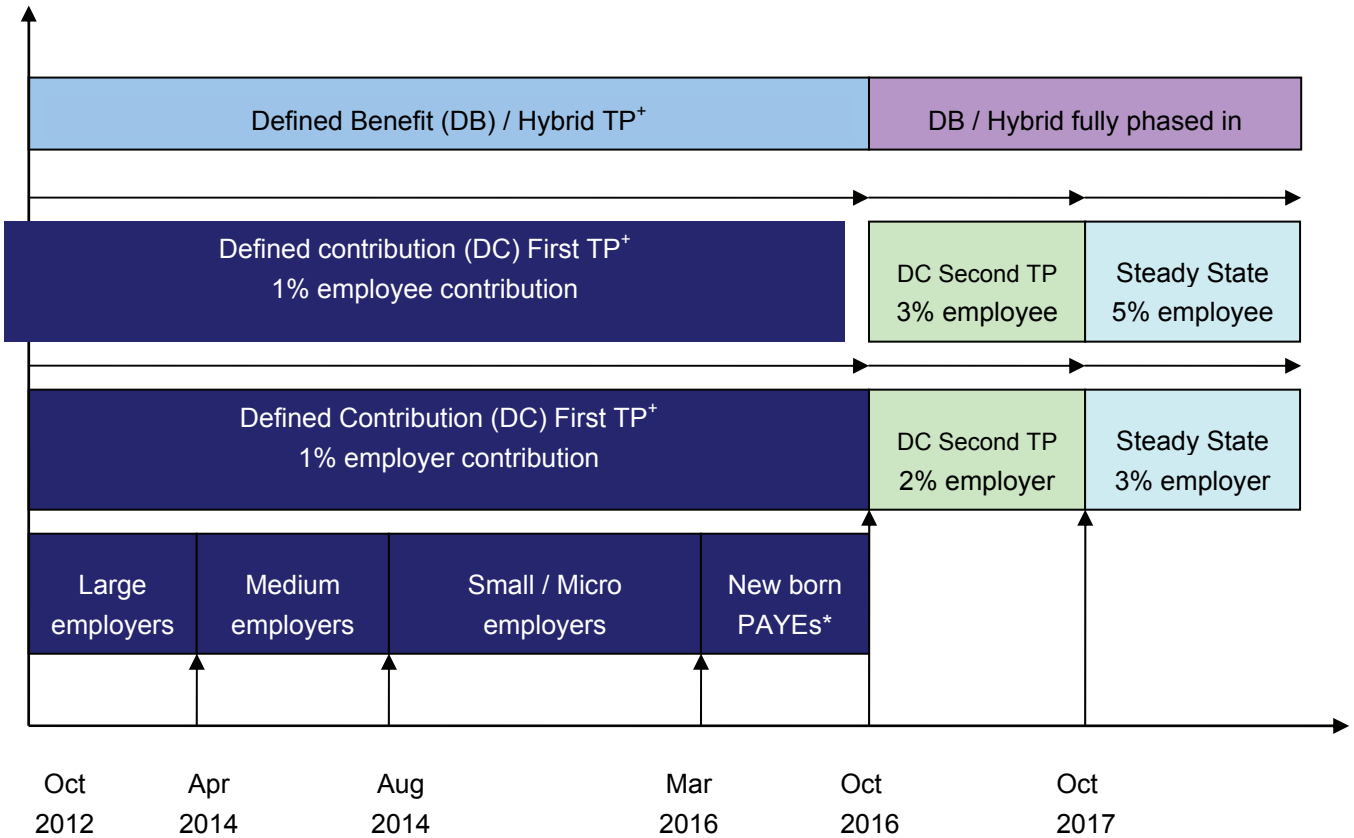 Defined Benefit (DB) / Hybrid TP+
DB / Hybrid fully phased in
Defined contribution (DC) First TP+
1% employee contribution
DC Second TP
3% employee
Steady State
5% employee
Defined Contribution (DC) First TP+
1% employer contribution
DC Second TP
2% employer
Steady State
3% employer
Large
employers
Medium
employers
Small / Micro
employers
New born
PAYEs*
Oct
2012
Apr
2014
Aug
2014
Mar
2016
Oct
2016
Oct
2017